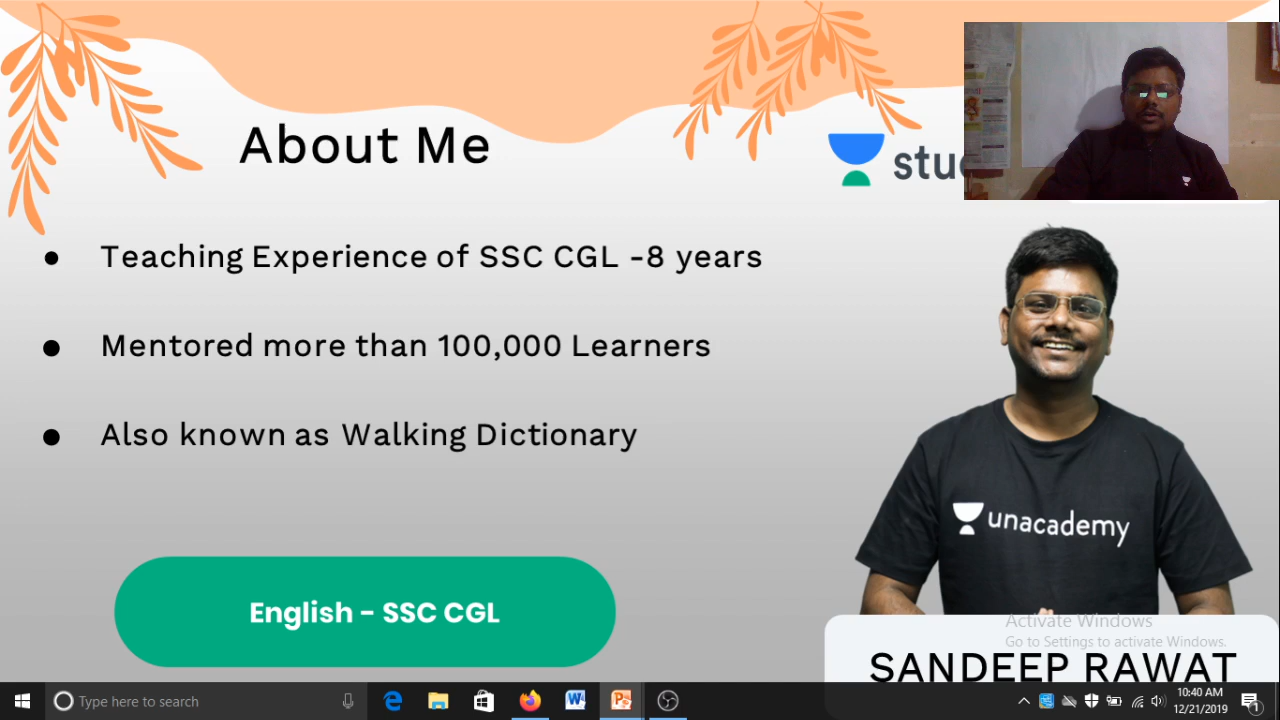 About Me
stu
• Teaching Experience of SSC CGL -8 years
• Mentored more than 100,000 Learners
• Also known as Walking Dictionary
unacademy
English - SSC CGL
Activate Windows
Go to Settings to activate Windows.
SANDEEP RAWAT
Type here to search
10:40 AM
12/21/2019
1